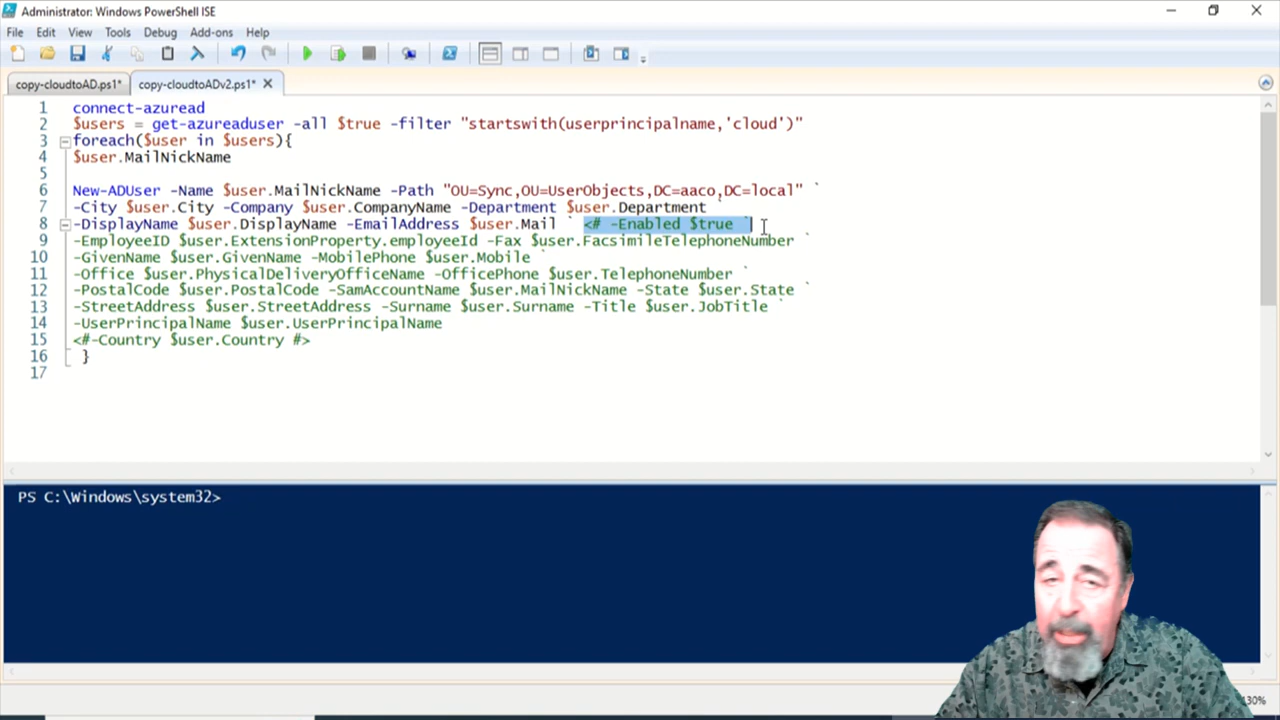 Administrator: Windows PowerShell ISE
File Edit View Tools Debug Add-ons Help
copy-cloudtoAD.ps1* copy-cloudtoADv2.ps1*
1 connect-azuread
2 $users = get-azureaduser -all $true -filter "startswith(userprincipalname,'cloud')"
3 foreach($user in $users){
4 $user.MailNickName
5
6 New-ADUser -Name $user.MailNickName -Path "OU=Sync,OU=UserObjects,DC=aaco,DC=local" `
7 -City $user.City -Company $user.CompanyName -Department $user.Department `
8 -DisplayName $user.DisplayName -EmailAddress $user.Mail ` <# -Enabled $true `
9 -EmployeeID $user.ExtensionProperty.employeeId -Fax $user.FacsimileTelephoneNumber `
10 -GivenName $user.GivenName -MobilePhone $user.Mobile `
11 -Office $user.PhysicalDeliveryOfficeName -OfficePhone $user.TelephoneNumber `
12 -PostalCode $user.PostalCode -SamAccountName $user.MailNickName -State $user.State `
13 -StreetAddress $user.StreetAddress -Surname $user.Surname -Title $user.JobTitle `
14 -UserPrincipalName $user.UserPrincipalName
15 <#-Country $user.Country #>
16 }
17
PS C:\Windows\system32>
130%